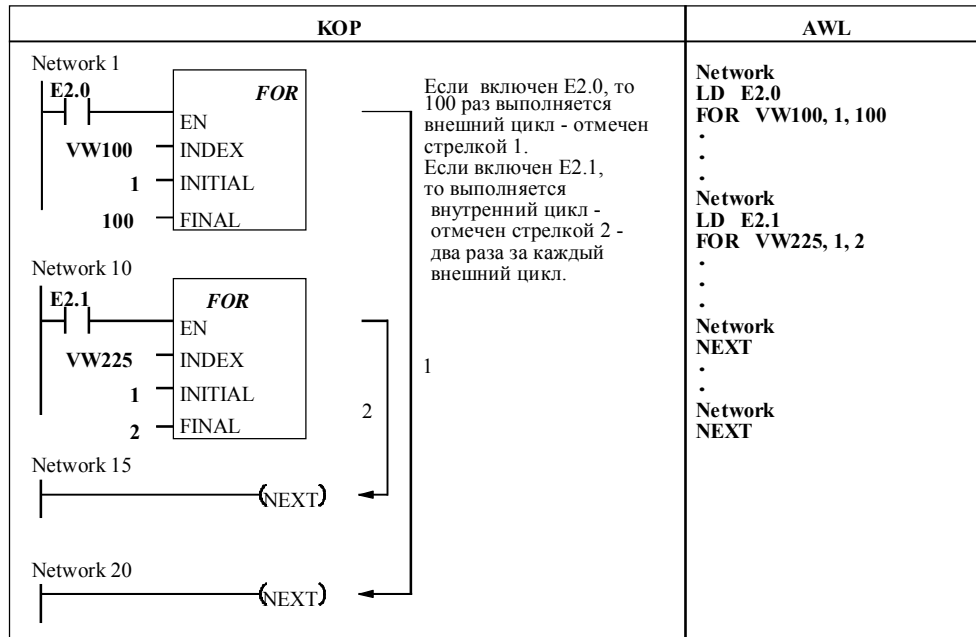 KOP
AWL
Network 1
E2.0
FOR
EN
VW100
INDEX
1
INITIAL
100
FINAL
Если включен E2.0, то
100 раз выполняется
внешний цикл - отмечен
стрелкой 1.
Если включен E2.1,
то выполняется
внутренний цикл -
отмечен стрелкой 2 -
два раза за каждый
внешний цикл.
Network 10
E2.1
FOR
EN
VW225
INDEX
1
INITIAL
2
FINAL
1
2
Network 15
(NEXT)
Network 20
(NEXT)
Network
LD E2.0
FOR VW100, 1, 100
·
·
·
Network
LD E2.1
FOR VW225, 1, 2
·
·
·
Network
NEXT
·
·
Network
NEXT